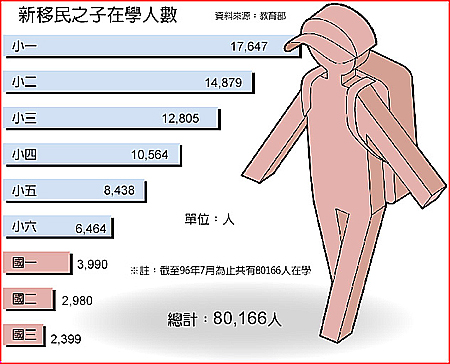 新移民之子在學人數
資料來源：教育部
小一 17,647
小二 14,879
小三 12,805
小四 10,564
小五 8,438
小六 6,464
單位：人
國一 3,990
※註：截至96年7月為止共有80166人在學
國二 2,980
總計：80,166人
國三 2,399